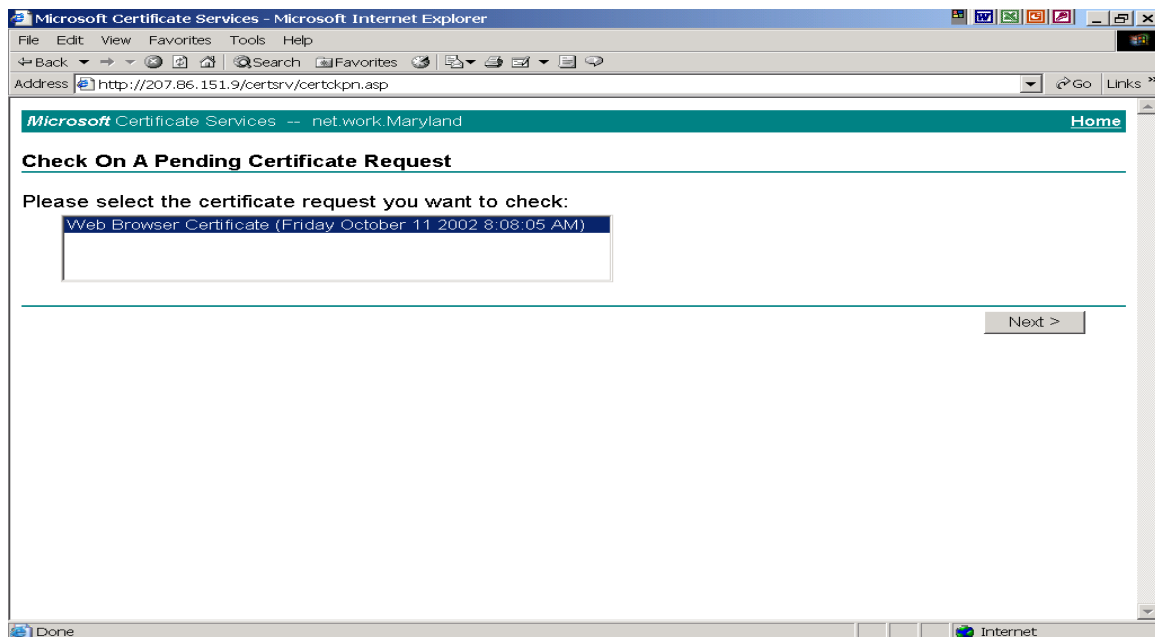 Microsoft Certificate Services - Microsoft Internet Explorer
File Edit View Favorites Tools Help
Back Search Favorites
Address http://207.86.151.9/certsrv/certckpn.asp Go Links »
Microsoft Certificate Services -- net.work.Maryland Home
Check On A Pending Certificate Request
Please select the certificate request you want to check:
Web Browser Certificate (Friday October 11 2002 8:08:05 AM)
Next >
Done Internet